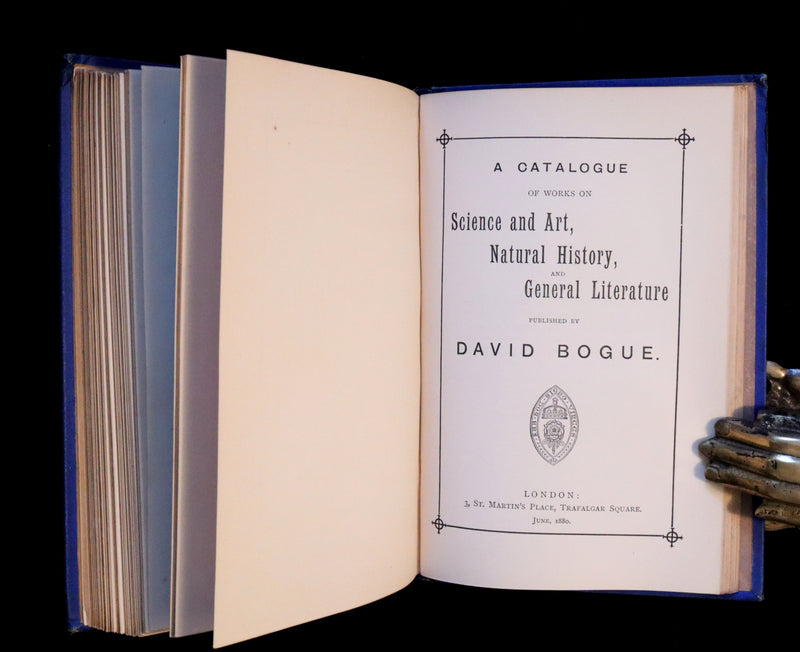 A CATALOGUE
OF WORKS ON
Science and Art,
Natural History,
AND
General Literature
PUBLISHED BY
DAVID BOGUE.
LONDON:
3, St. Martin's Place, Trafalgar Square.
June, 1880.